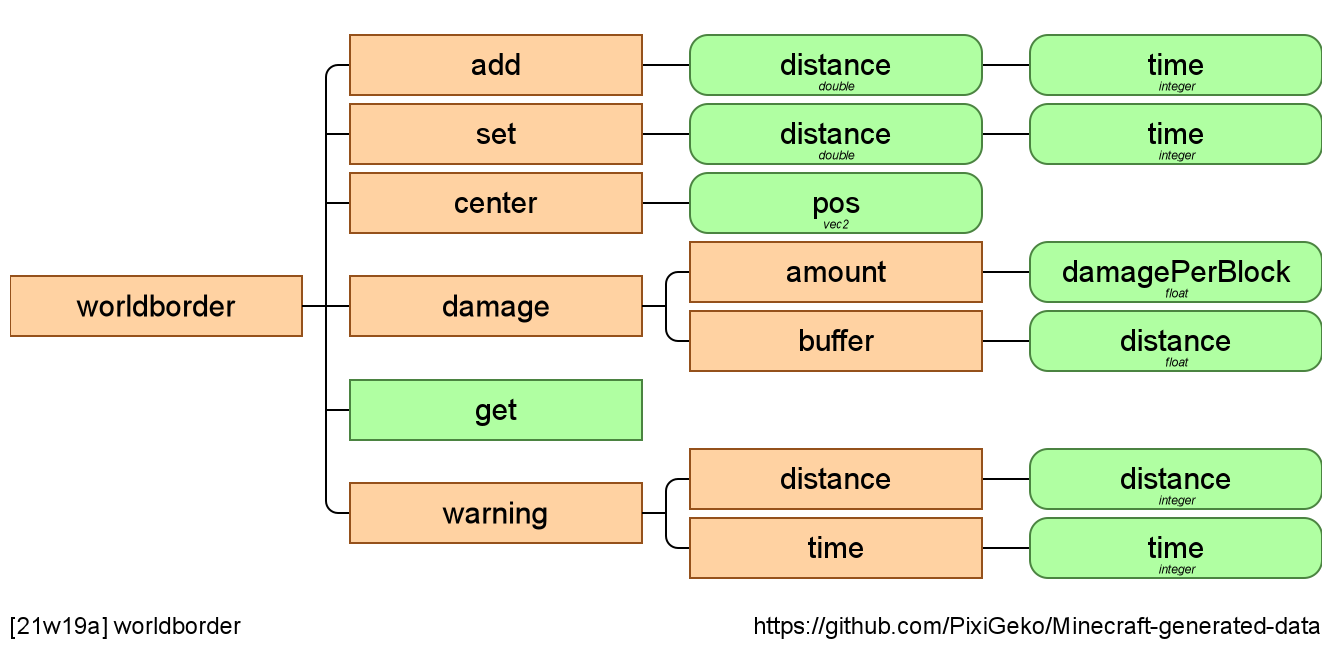 add
distance
double
time
integer
set
distance
double
time
integer
center
pos
vec2
worldborder
damage
amount
damagePerBlock
float
buffer
distance
float
get
warning
distance
distance
integer
time
time
integer
[21w19a] worldborder
https://github.com/PixiGeko/Minecraft-generated-data